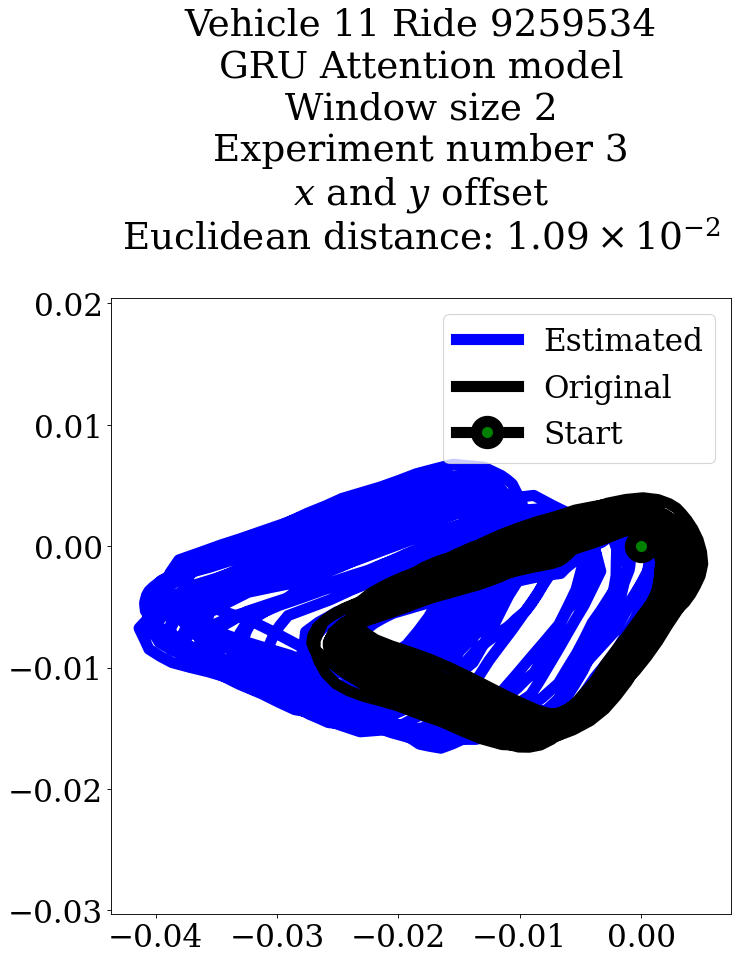 Vehicle 11 Ride 9259534
GRU Attention model
Window size 2
Experiment number 3
x and y offset
Euclidean distance: 1.09 × 10⁻²
Estimated
Original
Start
0.02
0.01
0.00
−0.01
−0.02
−0.03
−0.04
−0.03
−0.02
−0.01
0.00